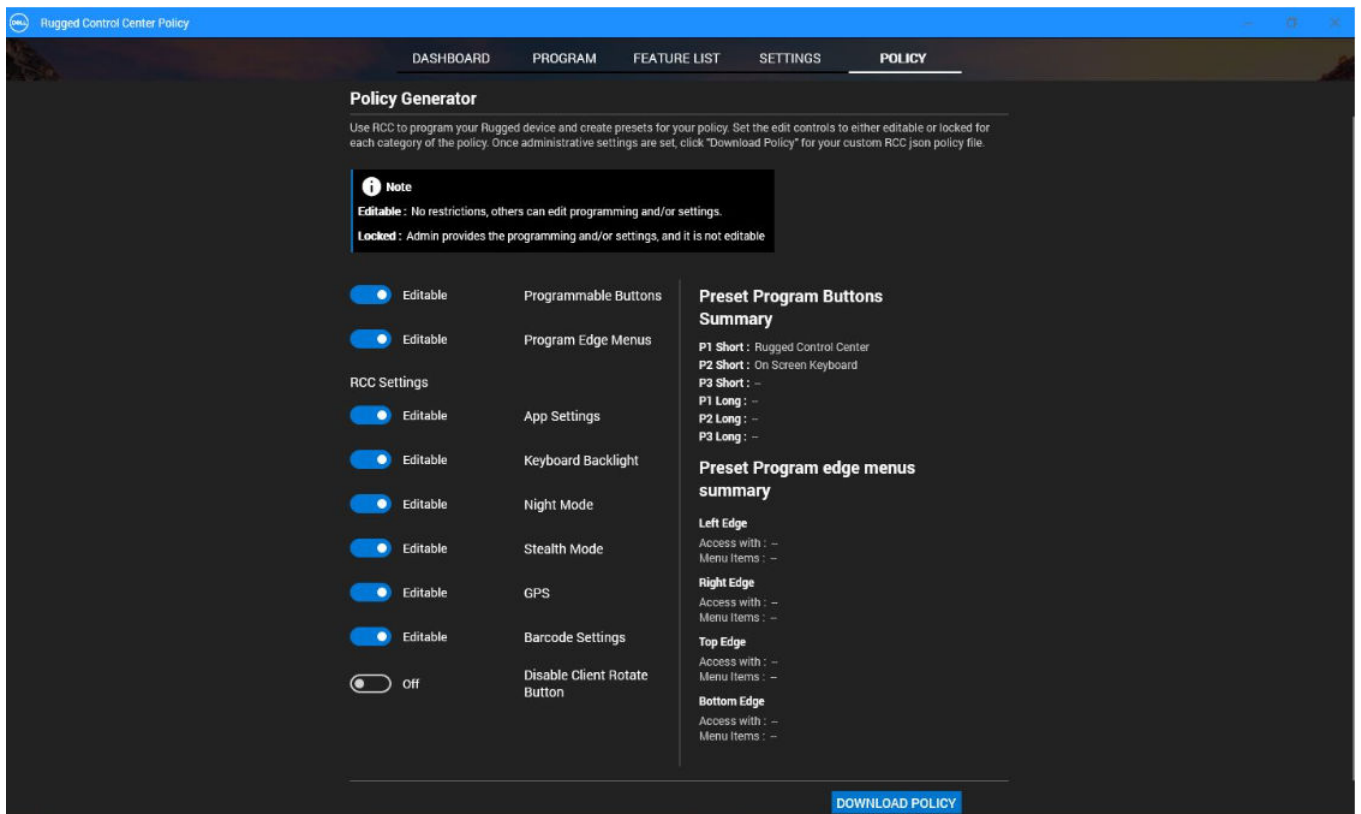 DELL
Rugged Control Center Policy
DASHBOARD PROGRAM FEATURE LIST SETTINGS POLICY
Policy Generator
Use RCC to program your Rugged device and create presets for your policy. Set the edit controls to either editable or locked for
each category of the policy. Once administrative settings are set, click "Download Policy" for your custom RCC json policy file.
i Note
Editable : No restrictions, others can edit programming and/or settings.
Locked : Admin provides the programming and/or settings, and it is not editable
Editable Programmable Buttons
Editable Program Edge Menus
RCC Settings
Editable App Settings
Editable Keyboard Backlight
Editable Night Mode
Editable Stealth Mode
Editable GPS
Editable Barcode Settings
Off Disable Client Rotate
Button
Preset Program Buttons
Summary
P1 Short : Rugged Control Center
P2 Short : On Screen Keyboard
P3 Short : --
P1 Long : --
P2 Long : --
P3 Long : --
Preset Program edge menus
summary
Left Edge
Access with : --
Menu Items : --
Right Edge
Access with : --
Menu Items : --
Top Edge
Access with : --
Menu Items : --
Bottom Edge
Access with : --
Menu Items : --
DOWNLOAD POLICY